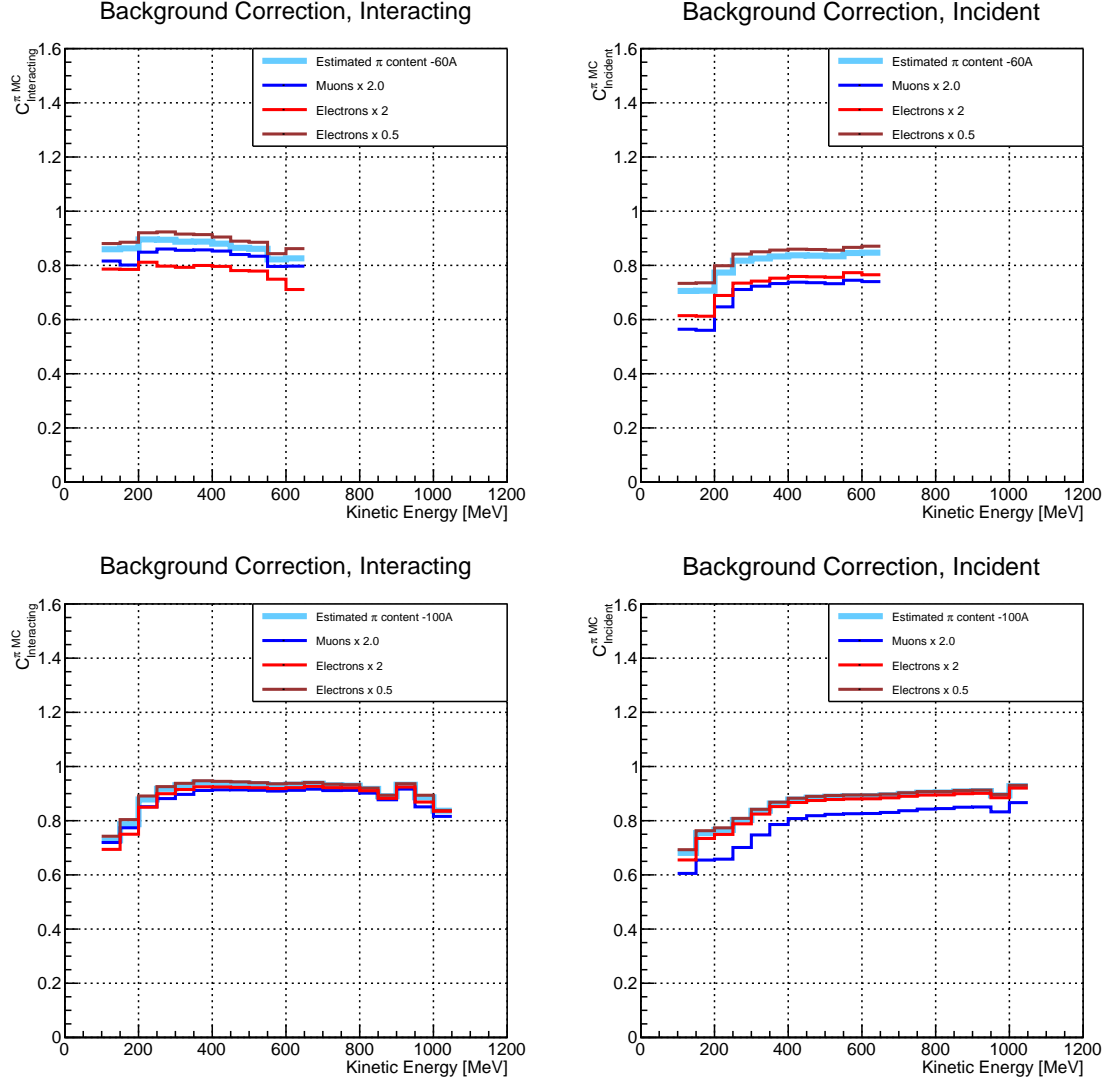 Background Correction, Interacting
C^{π MC}_{Interacting}
1.6
1.4
1.2
1
0.8
0.6
0.4
0.2
0
0 200 400 600 800 1000 1200
Kinetic Energy [MeV]
Estimated π content -60A
Muons x 2.0
Electrons x 2
Electrons x 0.5
Background Correction, Incident
C^{π MC}_{Incident}
1.6
1.4
1.2
1
0.8
0.6
0.4
0.2
0
0 200 400 600 800 1000 1200
Kinetic Energy [MeV]
Estimated π content -60A
Muons x 2.0
Electrons x 2
Electrons x 0.5
Background Correction, Interacting
C^{π MC}_{Interacting}
1.6
1.4
1.2
1
0.8
0.6
0.4
0.2
0
0 200 400 600 800 1000 1200
Kinetic Energy [MeV]
Estimated π content -100A
Muons x 2.0
Electrons x 2
Electrons x 0.5
Background Correction, Incident
C^{π MC}_{Incident}
1.6
1.4
1.2
1
0.8
0.6
0.4
0.2
0
0 200 400 600 800 1000 1200
Kinetic Energy [MeV]
Estimated π content -100A
Muons x 2.0
Electrons x 2
Electrons x 0.5